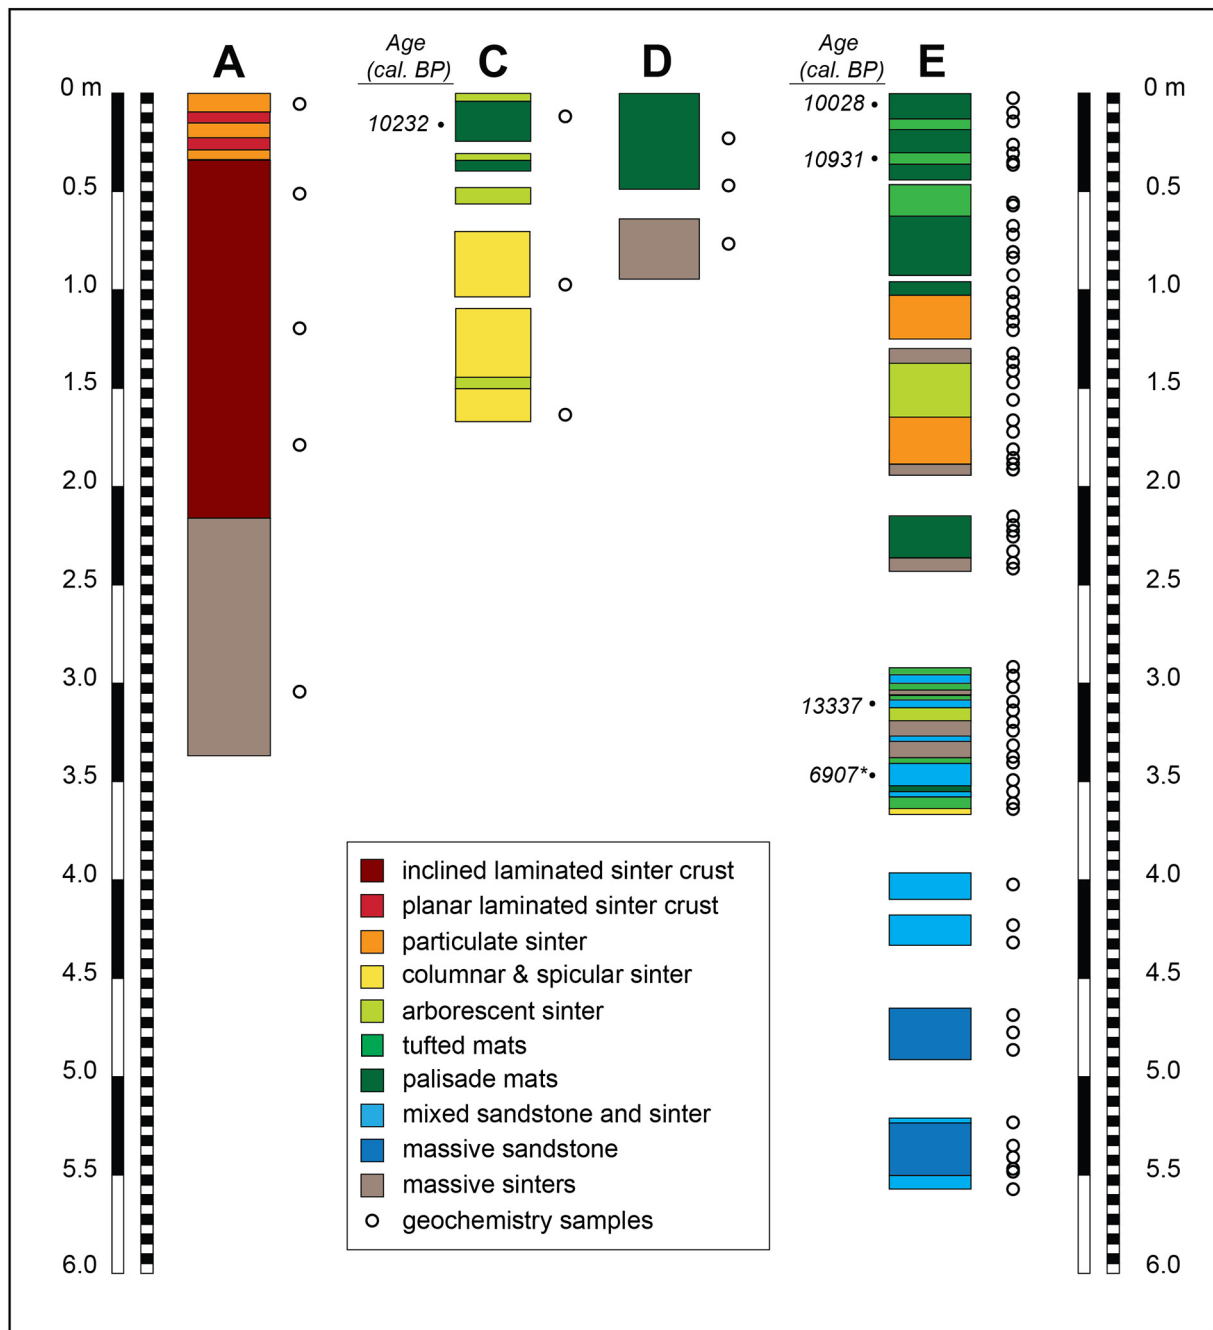 Age
(cal. BP)
A
C
D
Age
(cal. BP)
E
0 m
0.5
1.0
1.5
2.0
2.5
3.0
3.5
4.0
4.5
5.0
5.5
6.0
10232
10028
10931
13337
6907*
0 m
0.5
1.0
1.5
2.0
2.5
3.0
3.5
4.0
4.5
5.0
5.5
6.0
inclined laminated sinter crust
planar laminated sinter crust
particulate sinter
columnar & spicular sinter
arborescent sinter
tufted mats
palisade mats
mixed sandstone and sinter
massive sandstone
massive sinters
geochemistry samples